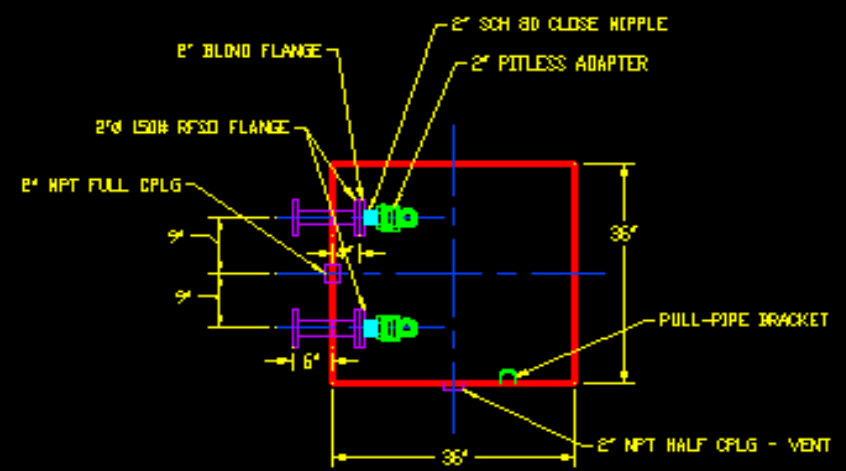 2" SCH 80 CLOSE NIPPLE
2" BLIND FLANGE
2" PITLESS ADAPTER
2"Ø 150# RFSO FLANGE
2" NPT FULL CPLG
9"
36"
9"
PULL-PIPE BRACKET
6"
2" NPT HALF CPLG - VENT
36"